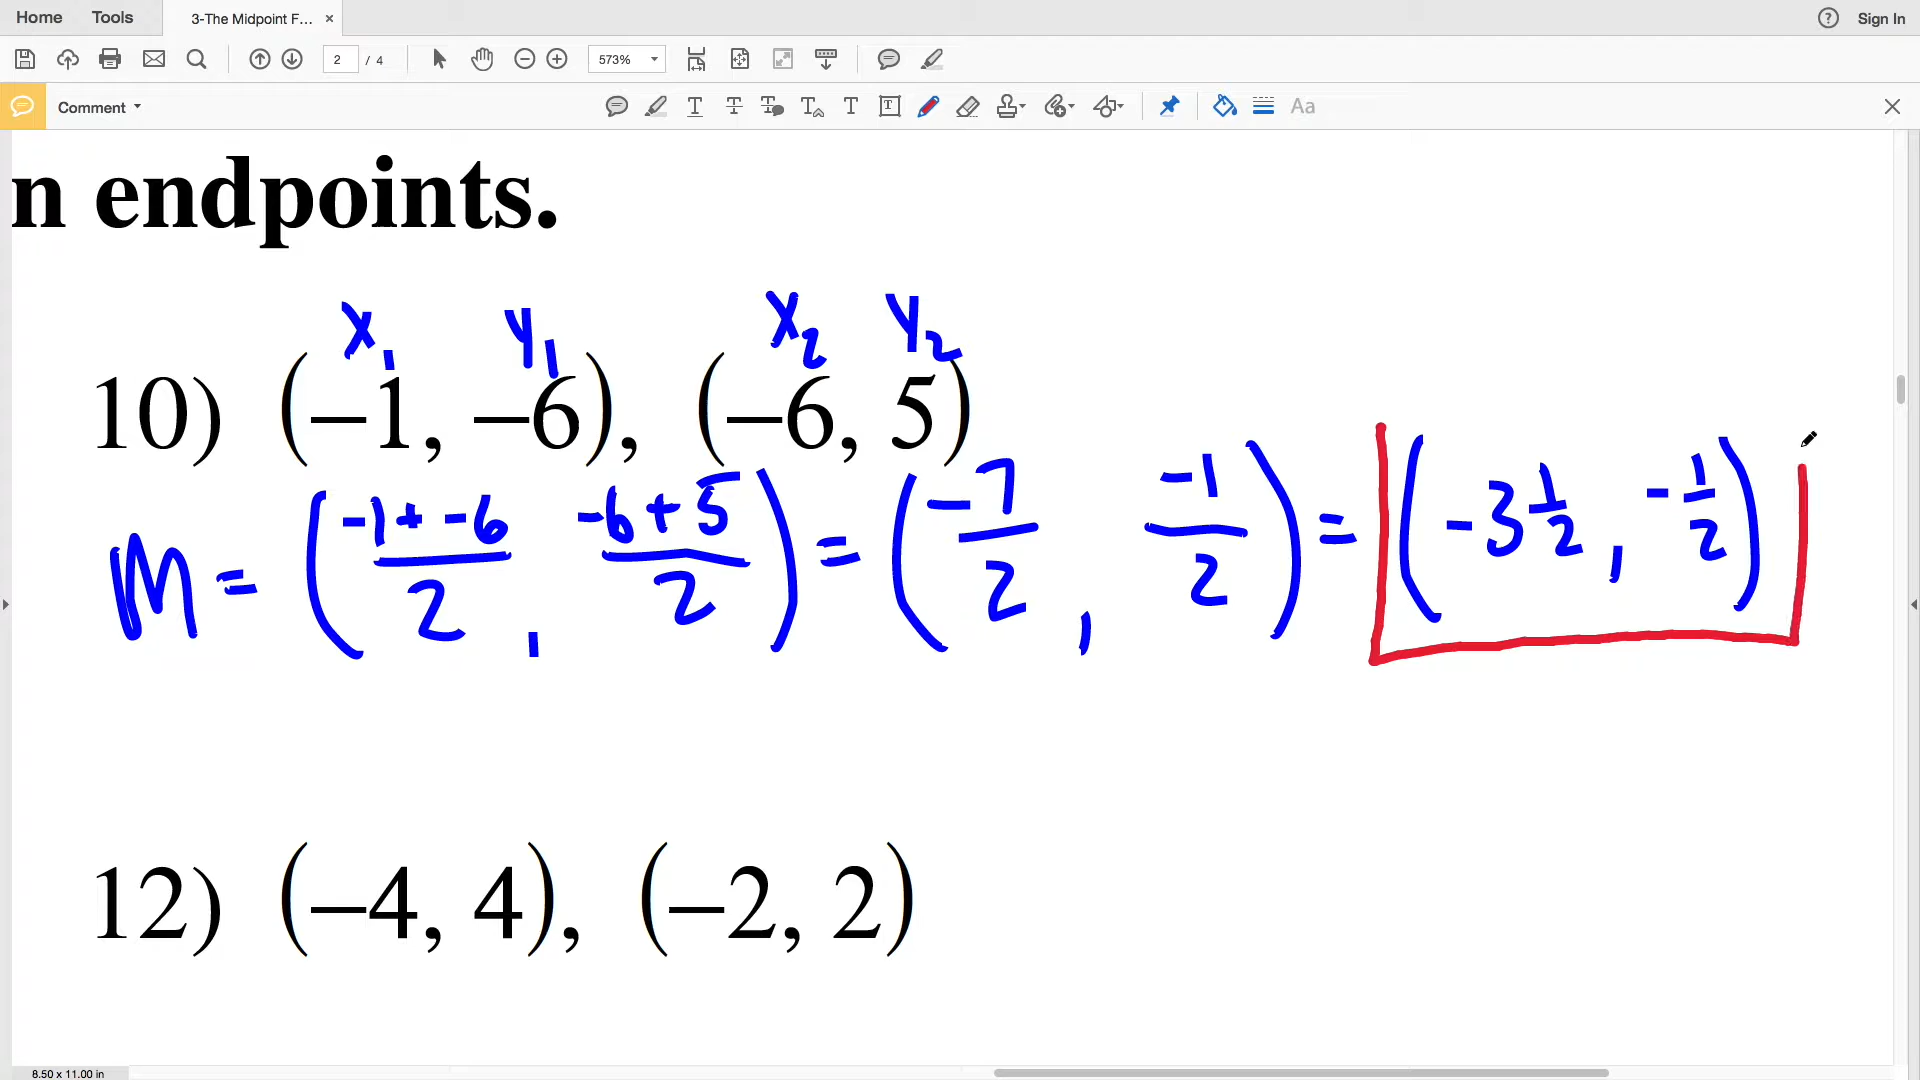 Home Tools 3-The Midpoint F... × ? Sign In
2 / 4 573%
Comment Aa
n endpoints.
x₁ y₁ x₂ y₂
10) (−1, −6), (−6, 5)
M = (-1 + -6/2, -6 + 5/2) = (-7/2, -1/2) = (-3 1/2, -1/2)
12) (−4, 4), (−2, 2)
8.50 x 11.00 in